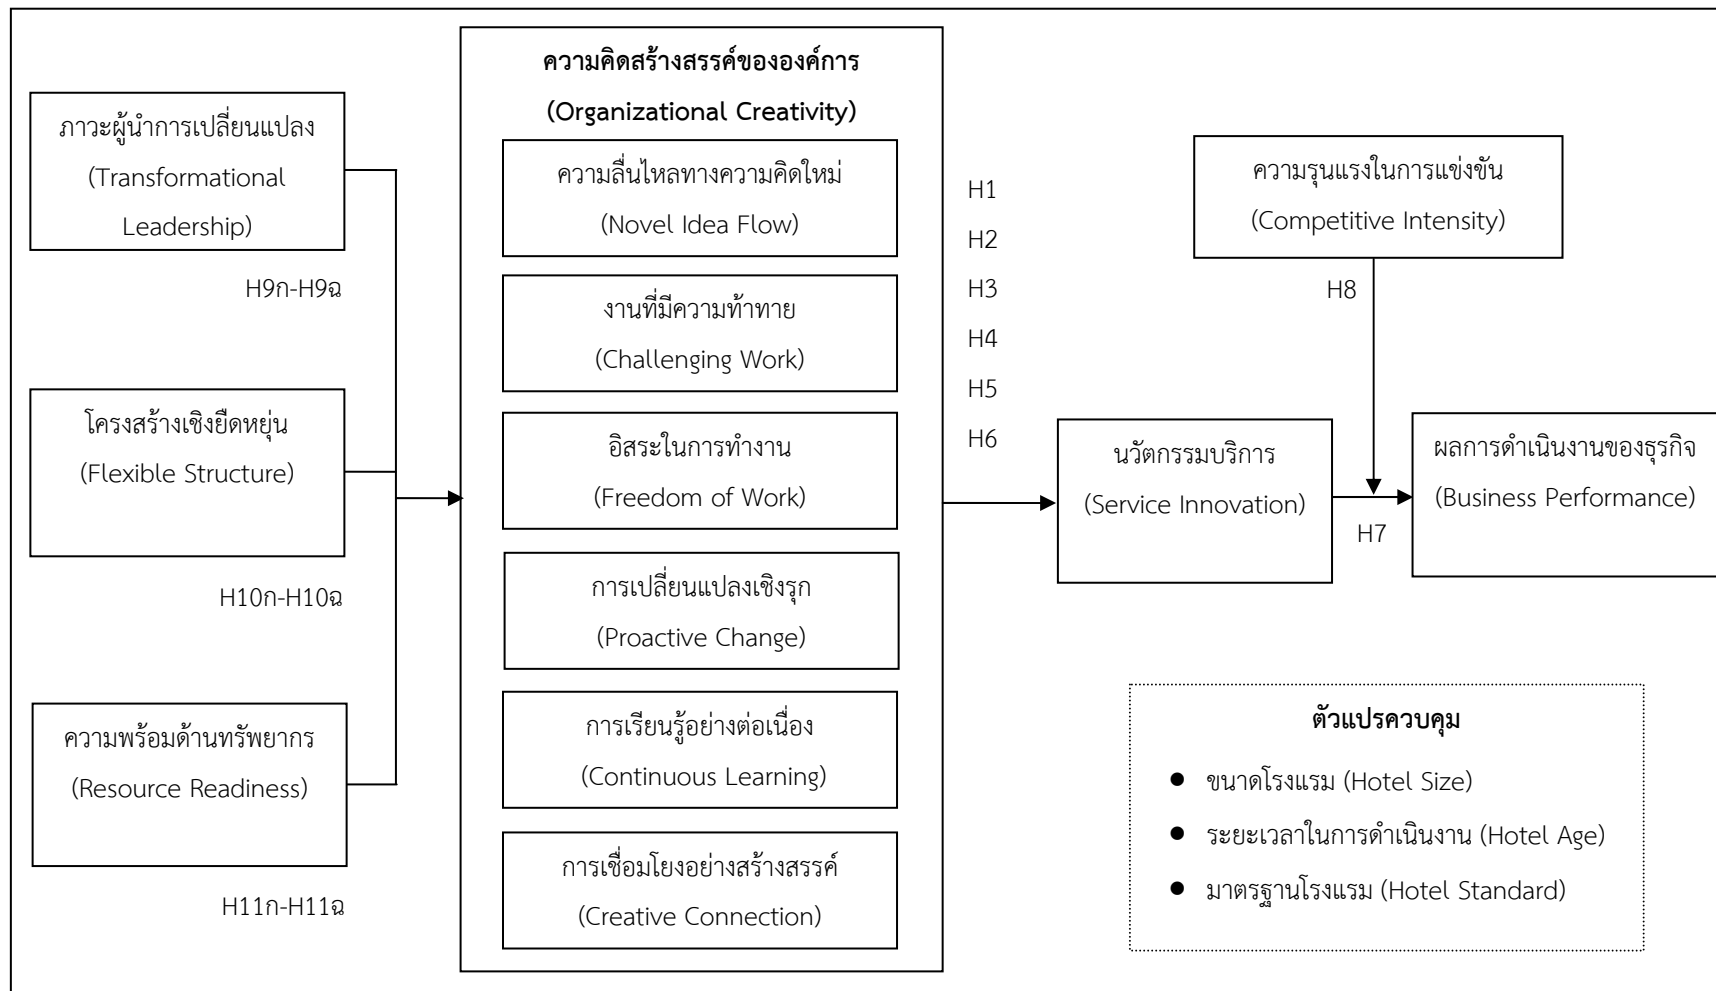 ภาวะผู้นำการเปลี่ยนแปลง
(Transformational
Leadership)
H9ก-H9ฉ
โครงสร้างเชิงยืดหยุ่น
(Flexible Structure)
H10ก-H10ฉ
ความพร้อมด้านทรัพยากร
(Resource Readiness)
H11ก-H11ฉ
ความคิดสร้างสรรค์ขององค์การ
(Organizational Creativity)
ความลื่นไหลทางความคิดใหม่
(Novel Idea Flow)
งานที่มีความท้าทาย
(Challenging Work)
อิสระในการทำงาน
(Freedom of Work)
การเปลี่ยนแปลงเชิงรุก
(Proactive Change)
การเรียนรู้อย่างต่อเนื่อง
(Continuous Learning)
การเชื่อมโยงอย่างสร้างสรรค์
(Creative Connection)
H1
H2
H3
H4
H5
H6
นวัตกรรมบริการ
(Service Innovation)
ความรุนแรงในการแข่งขัน
(Competitive Intensity)
H8
H7
ผลการดำเนินงานของธุรกิจ
(Business Performance)
ตัวแปรควบคุม
● ขนาดโรงแรม (Hotel Size)
● ระยะเวลาในการดำเนินงาน (Hotel Age)
● มาตรฐานโรงแรม (Hotel Standard)